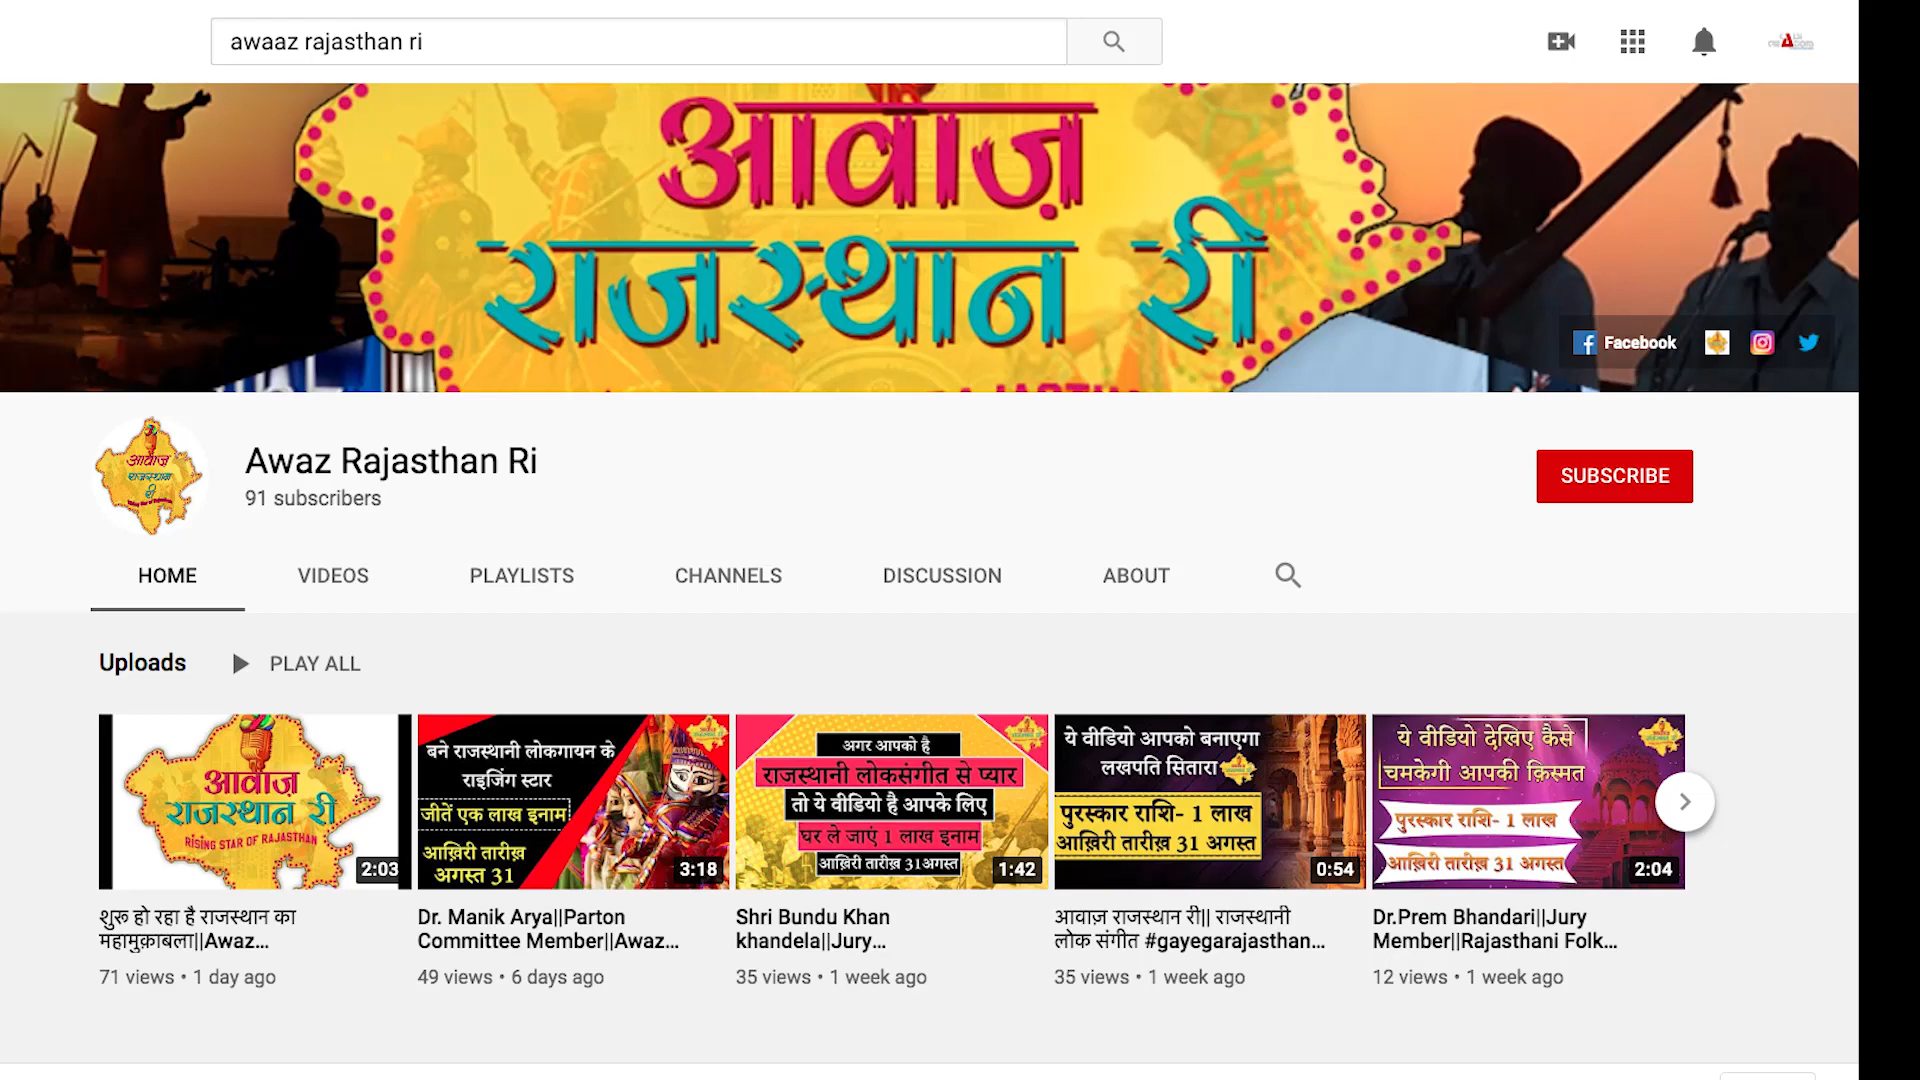 awaaz rajasthan ri
आवाज़
राजस्थान री
Facebook
आवाज़
राजस्थान
री
Awaz Rajasthan Ri
91 subscribers
SUBSCRIBE
HOME
VIDEOS
PLAYLISTS
CHANNELS
DISCUSSION
ABOUT
Uploads
PLAY ALL
आवाज़
राजस्थान री
RISING STAR OF RAJASTHAN
2:03
शुरू हो रहा है राजस्थान का
महामुक़ाबला||Awaz...
71 views • 1 day ago
बने राजस्थानी लोकगायन के
राइजिंग स्टार
जीतें एक लाख इनाम
आख़िरी तारीख़
अगस्त 31
3:18
Dr. Manik Arya||Parton
Committee Member||Awaz...
49 views • 6 days ago
अगर आपको है
राजस्थानी लोकसंगीत से प्यार
तो ये वीडियो है आपके लिए
घर ले जाएं 1 लाख इनाम
आख़िरी तारीख़ 31अगस्त
1:42
Shri Bundu Khan
khandela||Jury...
35 views • 1 week ago
ये वीडियो आपको बनाएगा
लखपति सितारा
पुरस्कार राशि- 1 लाख
आख़िरी तारीख़ 31 अगस्त
0:54
आवाज़ राजस्थान री|| राजस्थानी
लोक संगीत #gayegarajasthan...
35 views • 1 week ago
ये वीडियो देखिए कैसे
चमकेगी आपकी क़िस्मत
पुरस्कार राशि- 1 लाख
आख़िरी तारीख़ 31 अगस्त
2:04
Dr.Prem Bhandari||Jury
Member||Rajasthani Folk...
12 views • 1 week ago